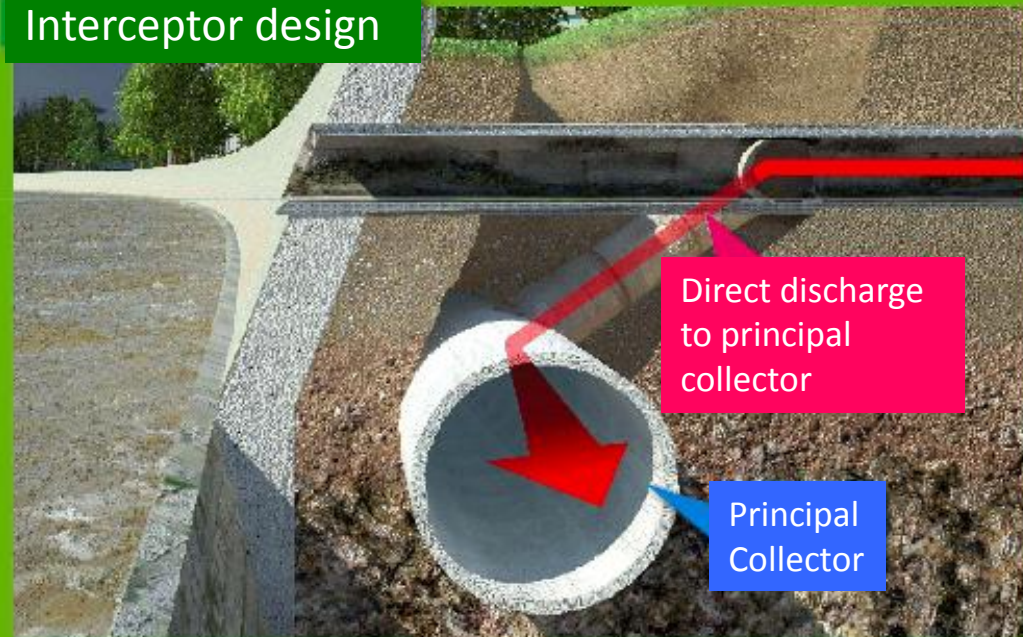 Interceptor design
Direct discharge
to principal
collector
Principal
Collector